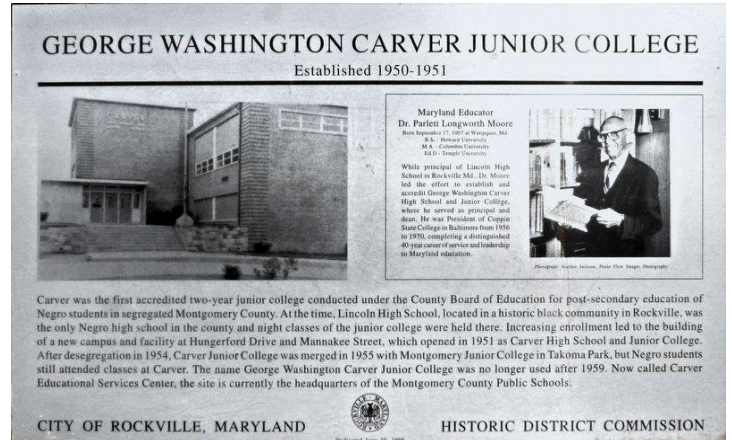 GEORGE WASHINGTON CARVER JUNIOR COLLEGE
Established 1950-1951
CARVER
Maryland Educator
Dr. Parlett Longworth Moore
Born September 17, 1907 at Wetipquin, Md.
B.S. - Howard University
M.A. - Columbia University
Ed.D - Temple University
While principal of Lincoln High
School in Rockville Md., Dr. Moore
led the effort to establish and
accredit George Washington Carver
High School and Junior College,
where he served as principal and
dean. He was President of Coppin
State College in Baltimore from 1956
to 1970, completing a distinguished
40-year career of service and leadership
to Maryland education.
Photograph: Jackson, Photography
Carver was the first accredited two-year junior college conducted under the County Board of Education for post-secondary education of
Negro students in segregated Montgomery County. At the time, Lincoln High School, located in a historic black community in Rockville, was
the only Negro high school in the county and night classes of the junior college were held there. Increasing enrollment led to the building
of a new campus and facility at Hungerford Drive and Mannakee Street, which opened in 1951 as Carver High School and Junior College.
After desegregation in 1954, Carver Junior College was merged in 1955 with Montgomery Junior College in Takoma Park, but Negro students
still attended classes at Carver. The name George Washington Carver Junior College was no longer used after 1959. Now called Carver
Educational Services Center, the site is currently the headquarters of the Montgomery County Public Schools.
CITY OF ROCKVILLE, MARYLAND
HISTORIC DISTRICT COMMISSION